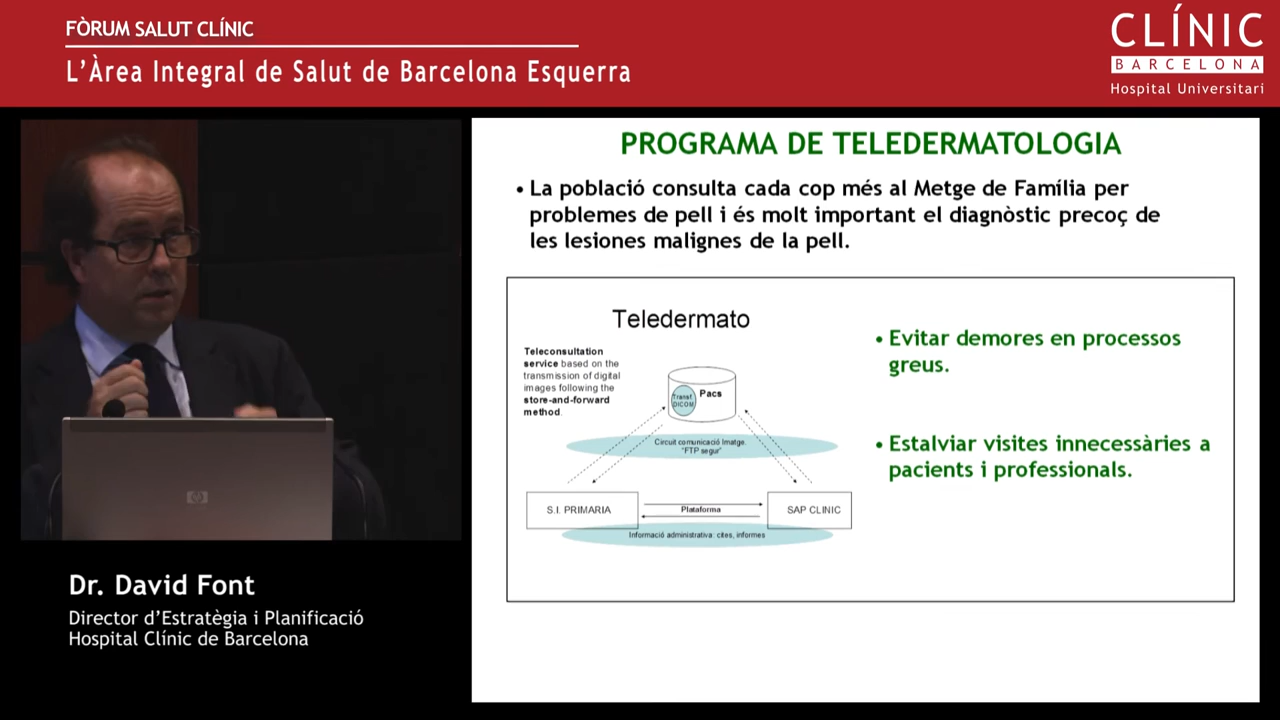 FÒRUM SALUT CLÍNIC
L'Àrea Integral de Salut de Barcelona Esquerra
CLÍNIC
BARCELONA
Hospital Universitari
PROGRAMA DE TELEDERMATOLOGIA
• La població consulta cada cop més al Metge de Família per
problemes de pell i és molt important el diagnòstic precoç de
les lesiones malignes de la pell.
Teledermato
Teleconsultation
service based on the
transmission of digital
images following the
store-and-forward
method.
Pacs
Transf.
DICOM
Circuit comunicació Imatge.
"FTP segur"
S.I. PRIMARIA
Plataforma
SAP CLINIC
Informació administrativa: cites, informes
• Evitar demores en processos
greus.
• Estalviar visites innecessàries a
pacients i professionals.
hp
Dr. David Font
Director d'Estratègia i Planificació
Hospital Clínic de Barcelona